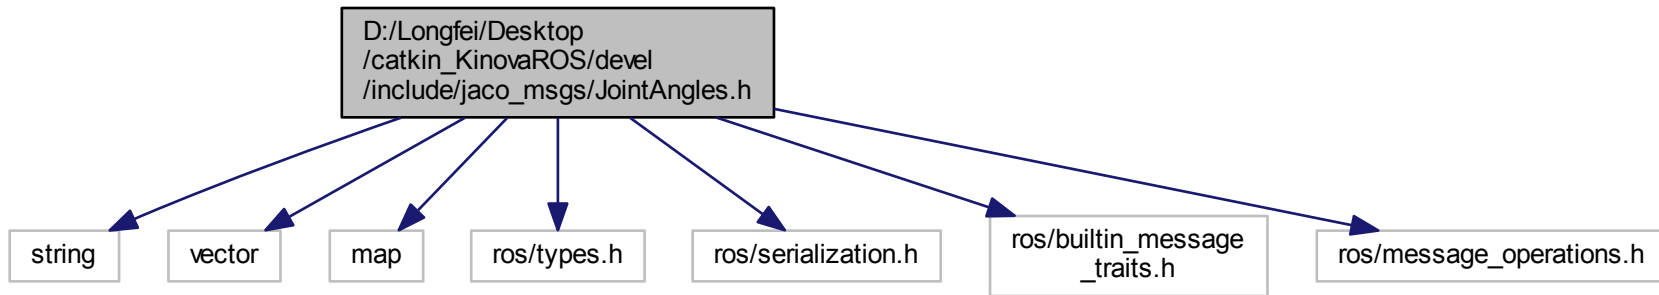 D:/Longfei/Desktop
/catkin_KinovaROS/devel
/include/jaco_msgs/JointAngles.h
string
vector
map
ros/types.h
ros/serialization.h
ros/builtin_message
_traits.h
ros/message_operations.h